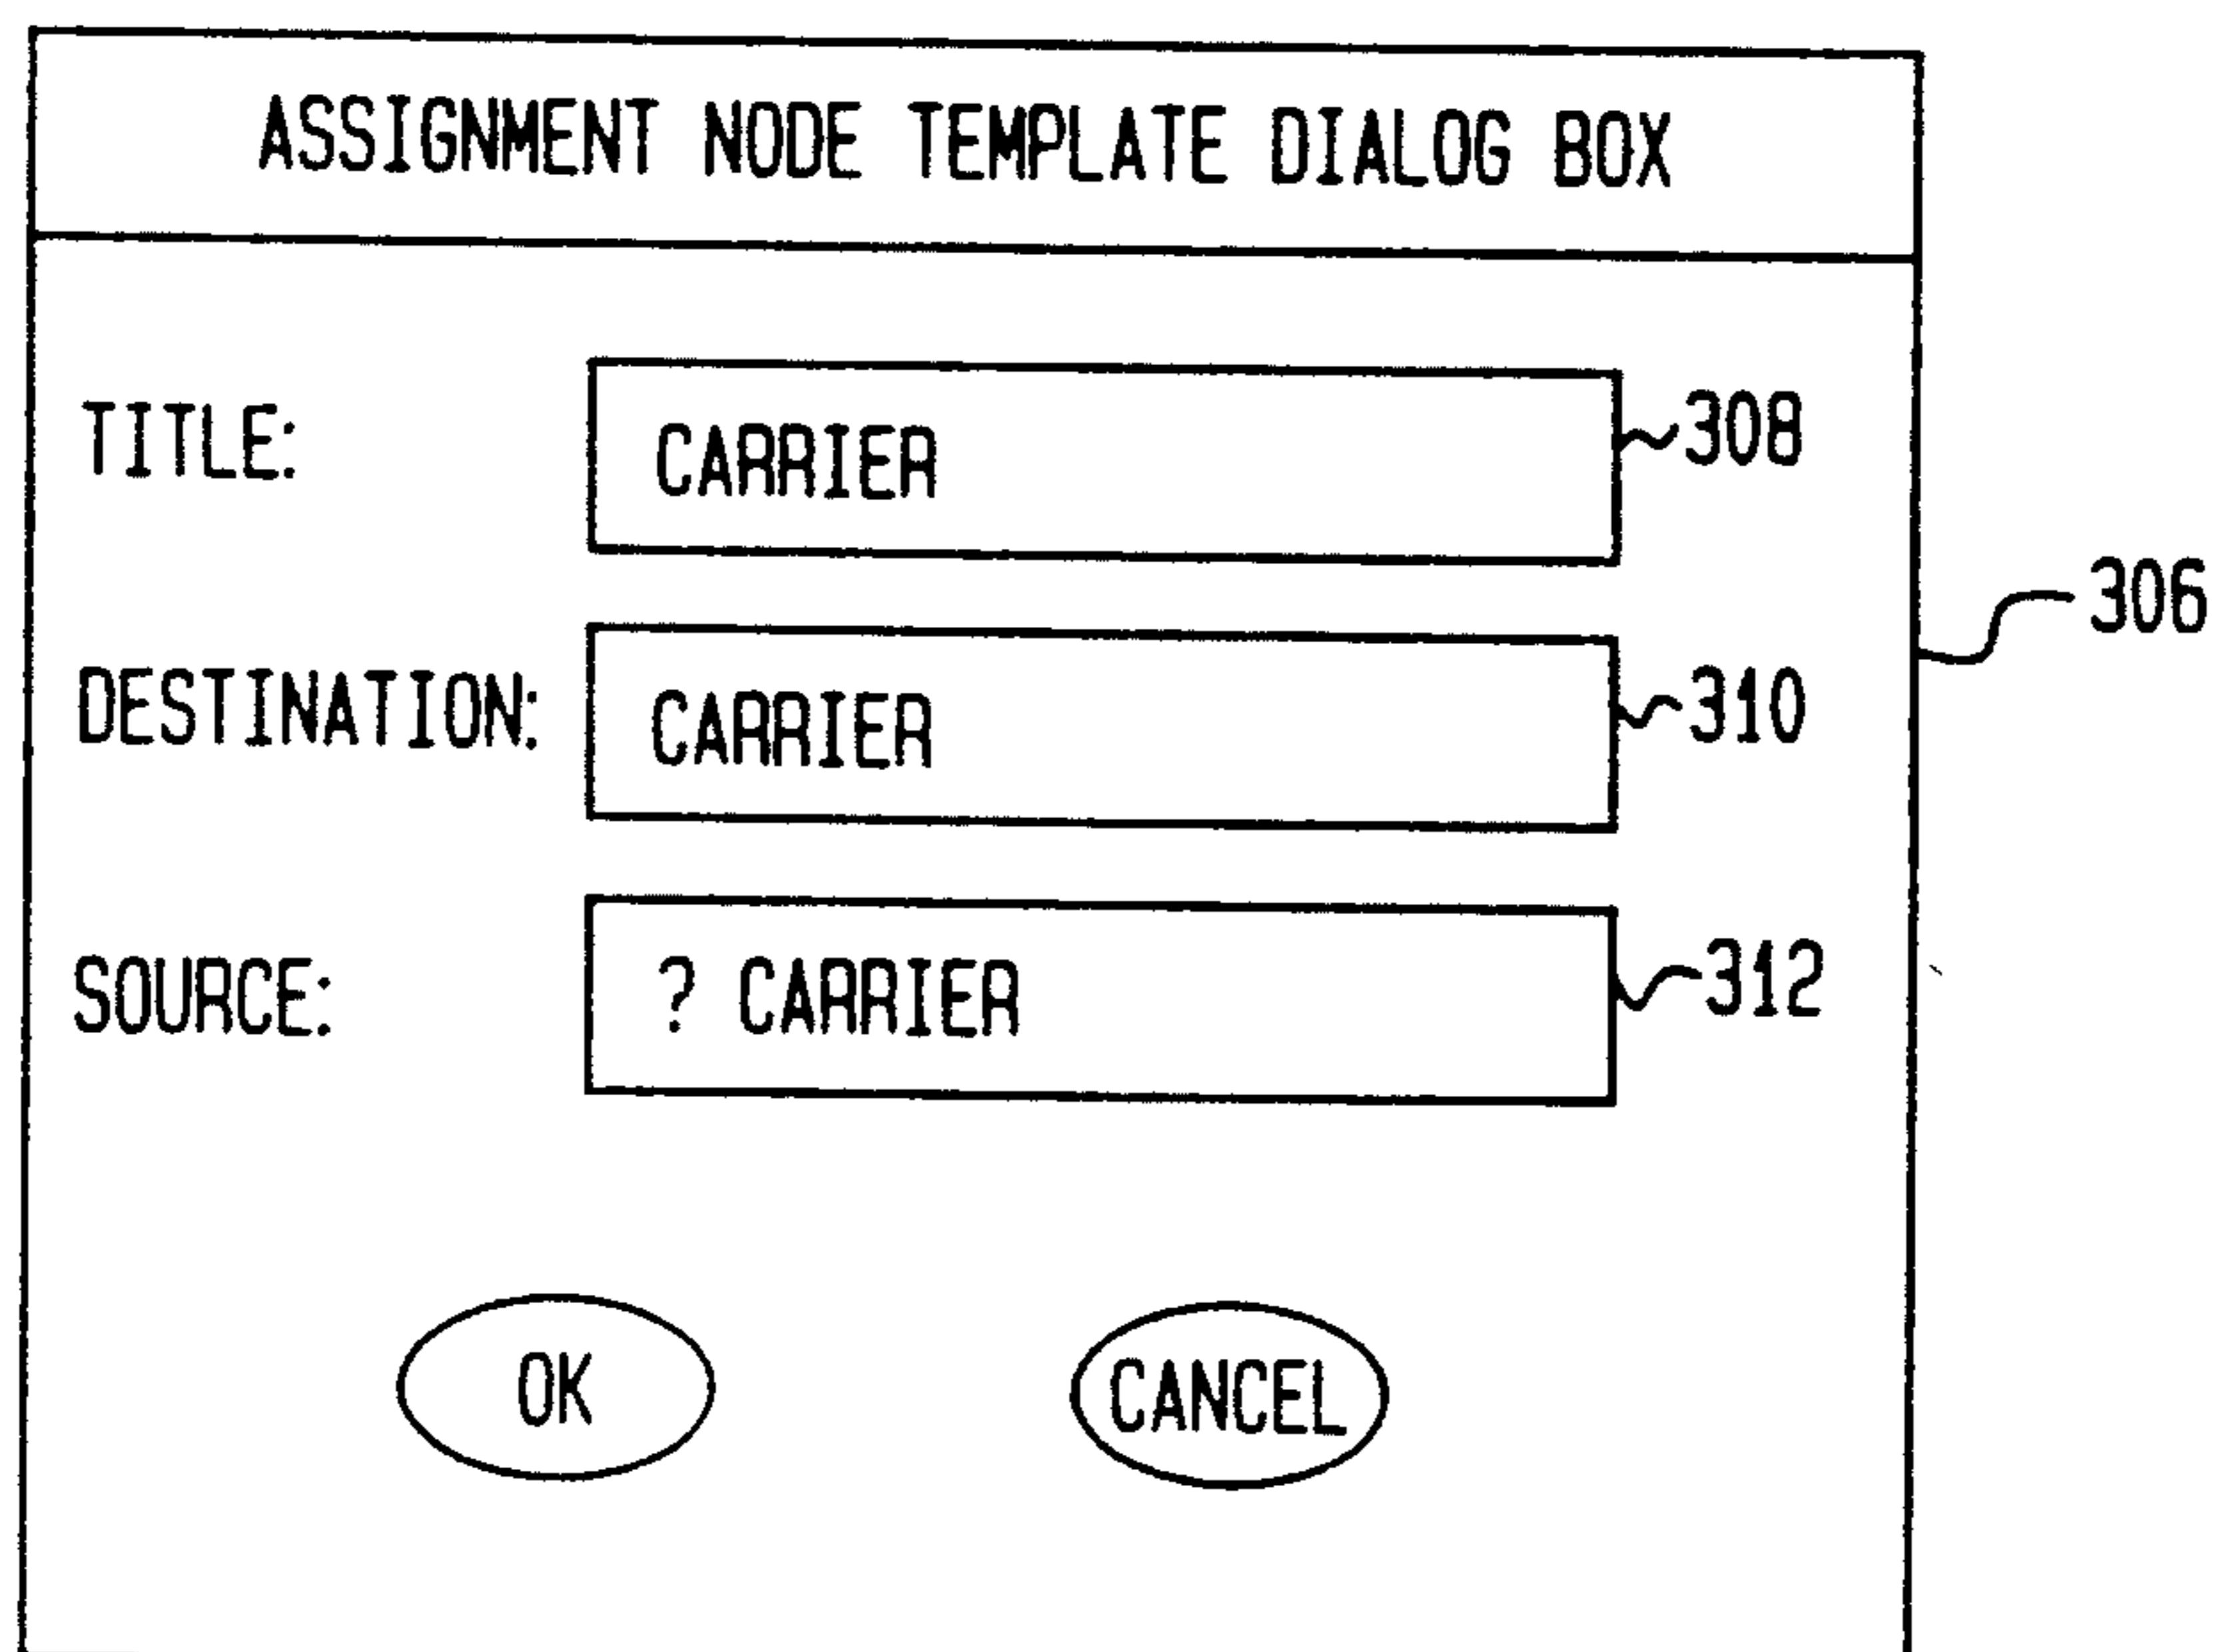 ASSIGNMENT NODE TEMPLATE DIALOG BOX
TITLE: CARRIER 308
306
DESTINATION: CARRIER 310
SOURCE: ? CARRIER 312
OK CANCEL